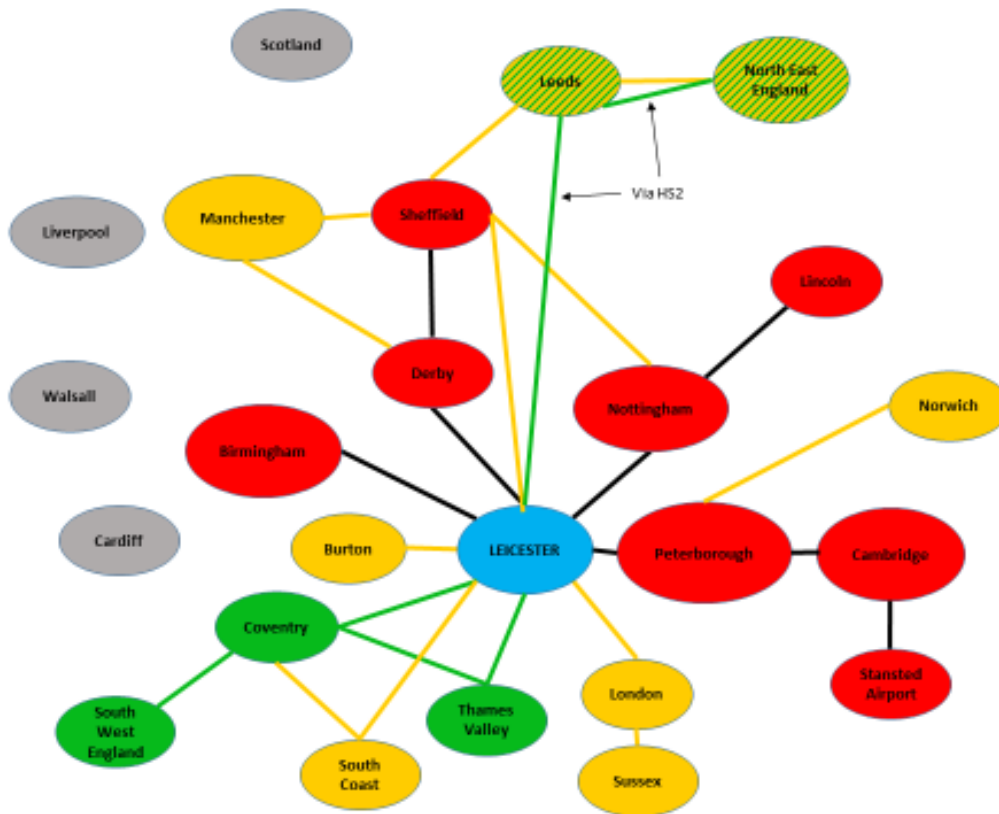 Scotland
Leeds
North East
England
Via HS2
Manchester
Sheffield
Liverpool
Lincoln
Derby
Walsall
Nottingham
Norwich
Birmingham
Cardiff
Burton
LEICESTER
Peterborough
Cambridge
Coventry
Stansted
Airport
London
South
West
England
Thames
Valley
South
Coast
Sussex